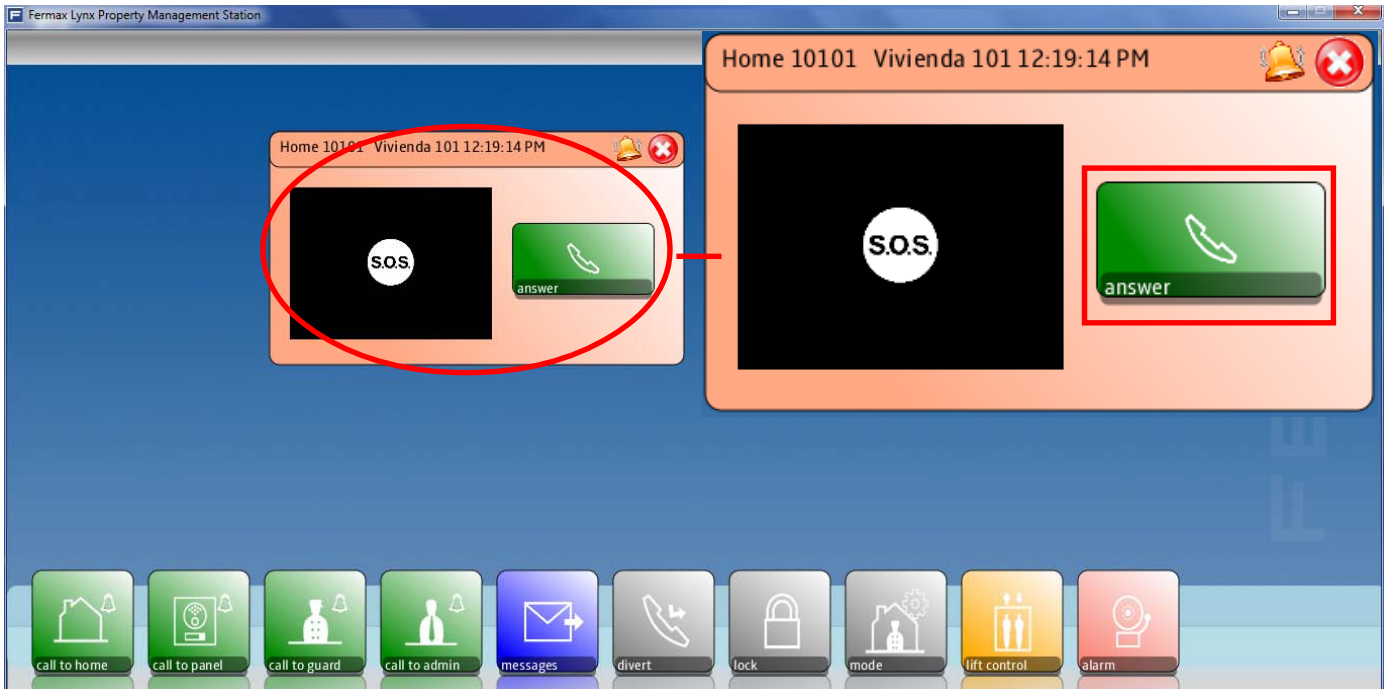 Fermax Lynx Property Management Station
Home 10101 Vivienda 101 12:19:14 PM
S.O.S.
answer
Home 10101 Vivienda 101 12:19:14 PM
S.O.S.
answer
F E
call to home
call to panel
call to guard
call to admin
messages
divert
lock
mode
lift control
alarm